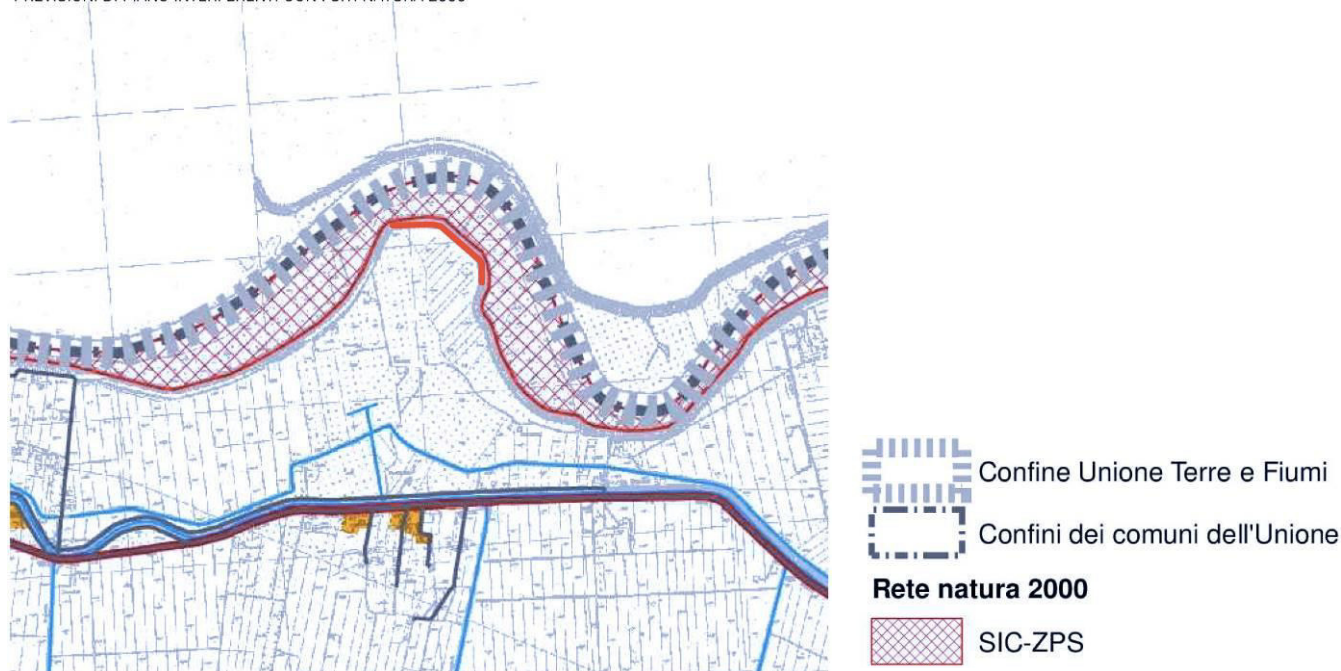 Confine Unione Terre e Fiumi
Confini dei comuni dell'Unione
Rete natura 2000
SIC-ZPS